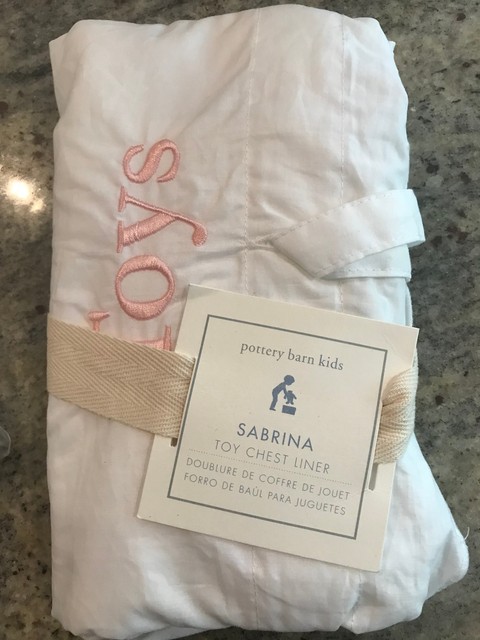 Toys
pottery barn kids
SABRINA
TOY CHEST LINER
DOUBLURE DE COFFRE DE JOUET
FORRO DE BAÚL PARA JUGUETES